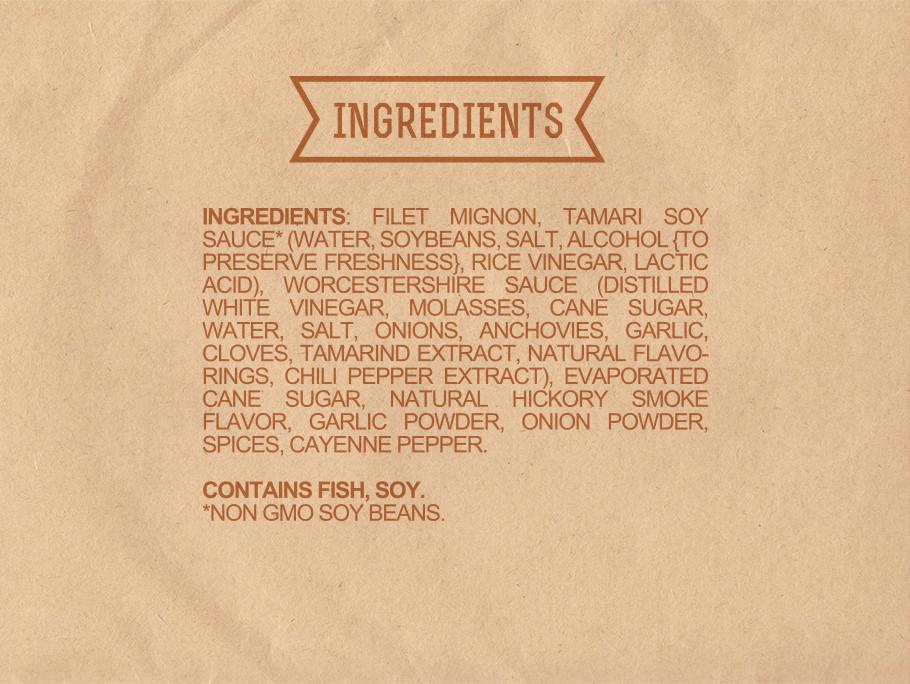 INGREDIENTS
INGREDIENTS: FILET MIGNON, TAMARI SOY
SAUCE* (WATER, SOYBEANS, SALT, ALCOHOL {TO
PRESERVE FRESHNESS}, RICE VINEGAR, LACTIC
ACID), WORCESTERSHIRE SAUCE (DISTILLED
WHITE VINEGAR, MOLASSES, CANE SUGAR,
WATER, SALT, ONIONS, ANCHOVIES, GARLIC,
CLOVES, TAMARIND EXTRACT, NATURAL FLAVO-
RINGS, CHILI PEPPER EXTRACT), EVAPORATED
CANE SUGAR, NATURAL HICKORY SMOKE
FLAVOR, GARLIC POWDER, ONION POWDER,
SPICES, CAYENNE PEPPER.
CONTAINS FISH, SOY.
*NON GMO SOY BEANS.